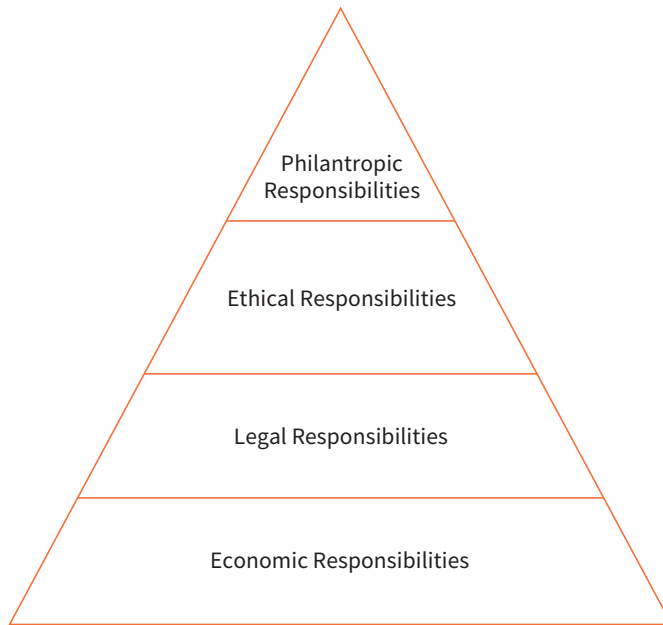 Philantropic
Responsibilities
Ethical Responsibilities
Legal Responsibilities
Economic Responsibilities